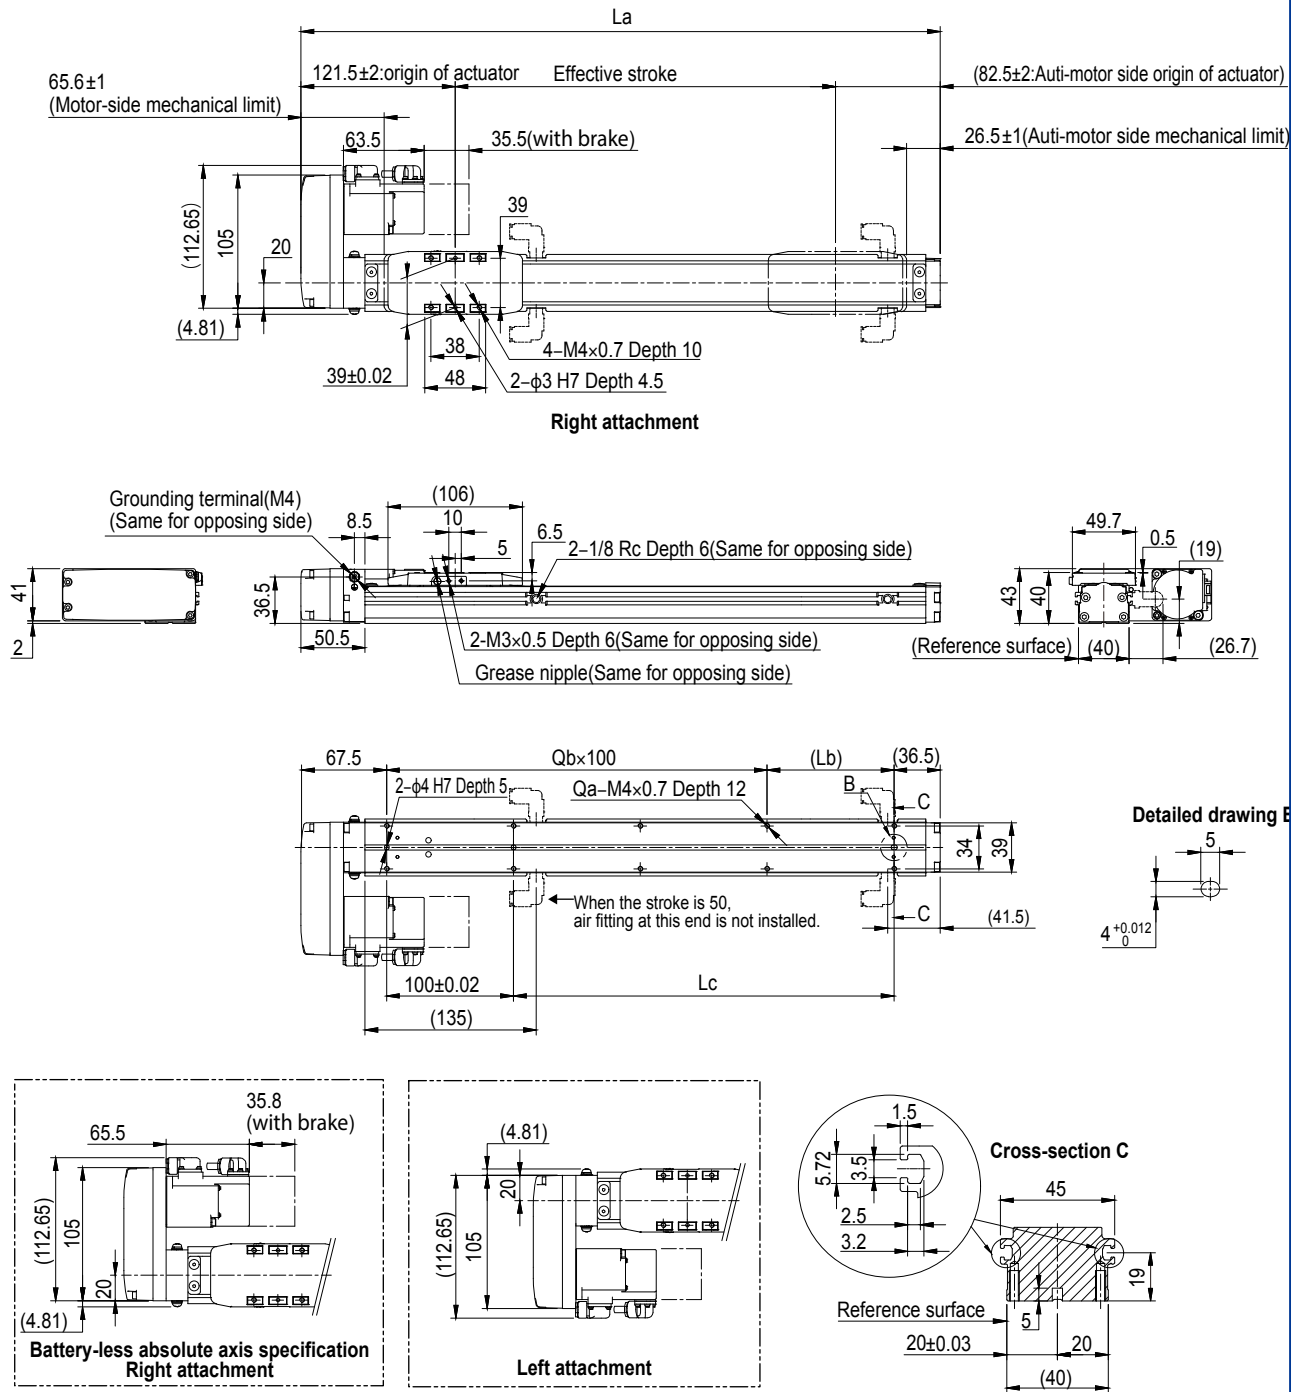 La
65.6±1
(Motor-side mechanical limit)
121.5±2:origin of actuator
Effective stroke
(82.5±2:Auti-motor side origin of actuator)
63.5
35.5(with brake)
26.5±1(Auti-motor side mechanical limit)
(112.65)
105
20
39
(4.81)
38
4–M4×0.7 Depth 10
39±0.02
48
2–ϕ3 H7 Depth 4.5
Right attachment
Grounding terminal(M4)
(Same for opposing side)
(106)
8.5
10
6.5
5
2–1/8 Rc Depth 6(Same for opposing side)
49.7
0.5
(19)
41
2
36.5
50.5
2-M3×0.5 Depth 6(Same for opposing side)
Grease nipple(Same for opposing side)
43
40
(Reference surface)
(40)
(26.7)
67.5
Qb×100
(Lb)
(36.5)
2–ϕ4 H7 Depth 5
Qa–M4×0.7 Depth 12
B
C
34
39
Detailed drawing B
5
When the stroke is 50,
air fitting at this end is not installed.
C
(41.5)
4 +0.012
0
100±0.02
Lc
(135)
35.8
(with brake)
65.5
(112.65)
105
20
(4.81)
Battery-less absolute axis specification
Right attachment
(4.81)
20
(112.65)
105
Left attachment
1.5
5.72
3.5
2.5
3.2
Cross-section C
45
19
Reference surface
5
20±0.03
20
(40)